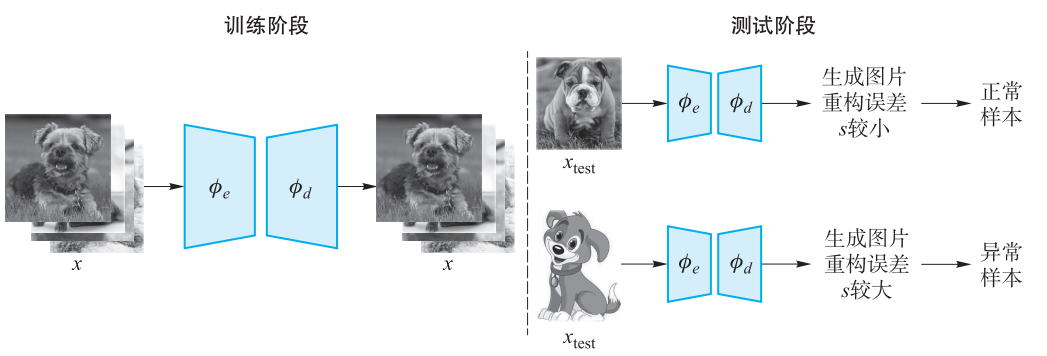 训练阶段
x
ϕe
ϕd
x
测试阶段
xtest
ϕe
ϕd
生成图片
重构误差
s较小
正常
样本
xtest
ϕe
ϕd
生成图片
重构误差
s较大
异常
样本